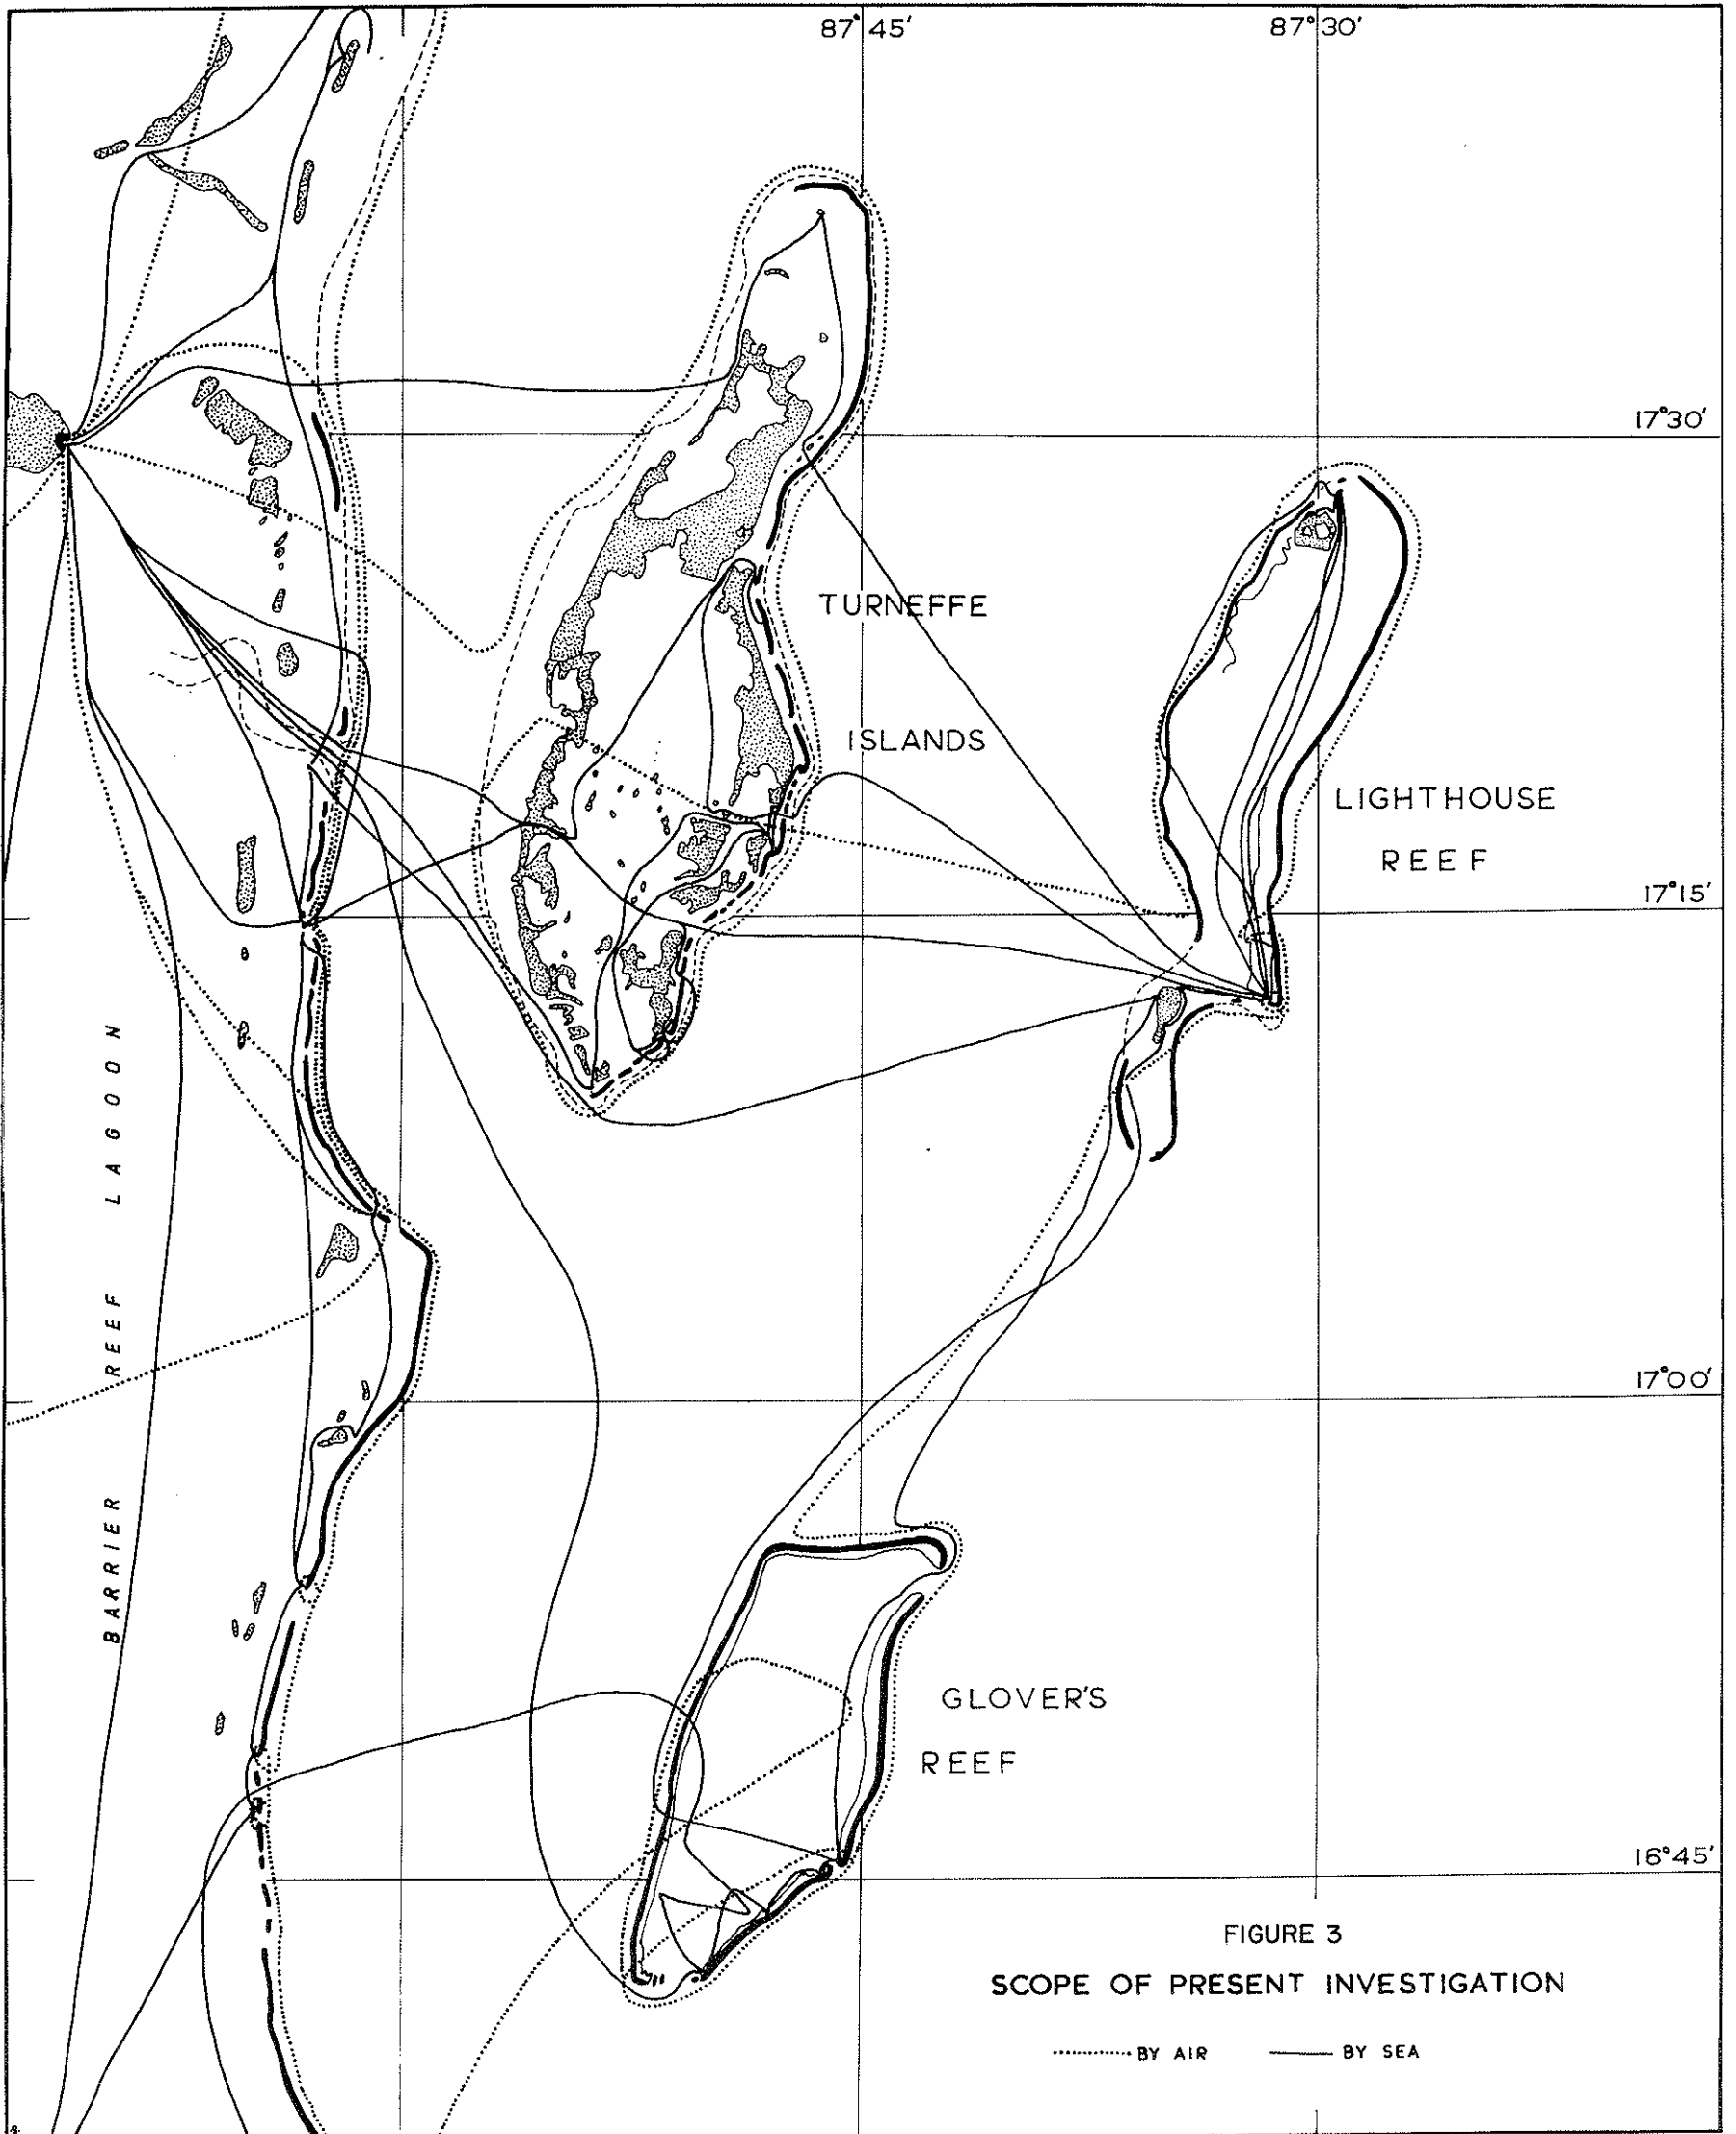 87°45'
87°30'
17°30'
TURNEFFE
ISLANDS
LIGHTHOUSE
REEF
17°15'
BARRIER REEF LAGOON
17°00'
GLOVER'S
REEF
16°45'
FIGURE 3
SCOPE OF PRESENT INVESTIGATION
BY AIR
BY SEA